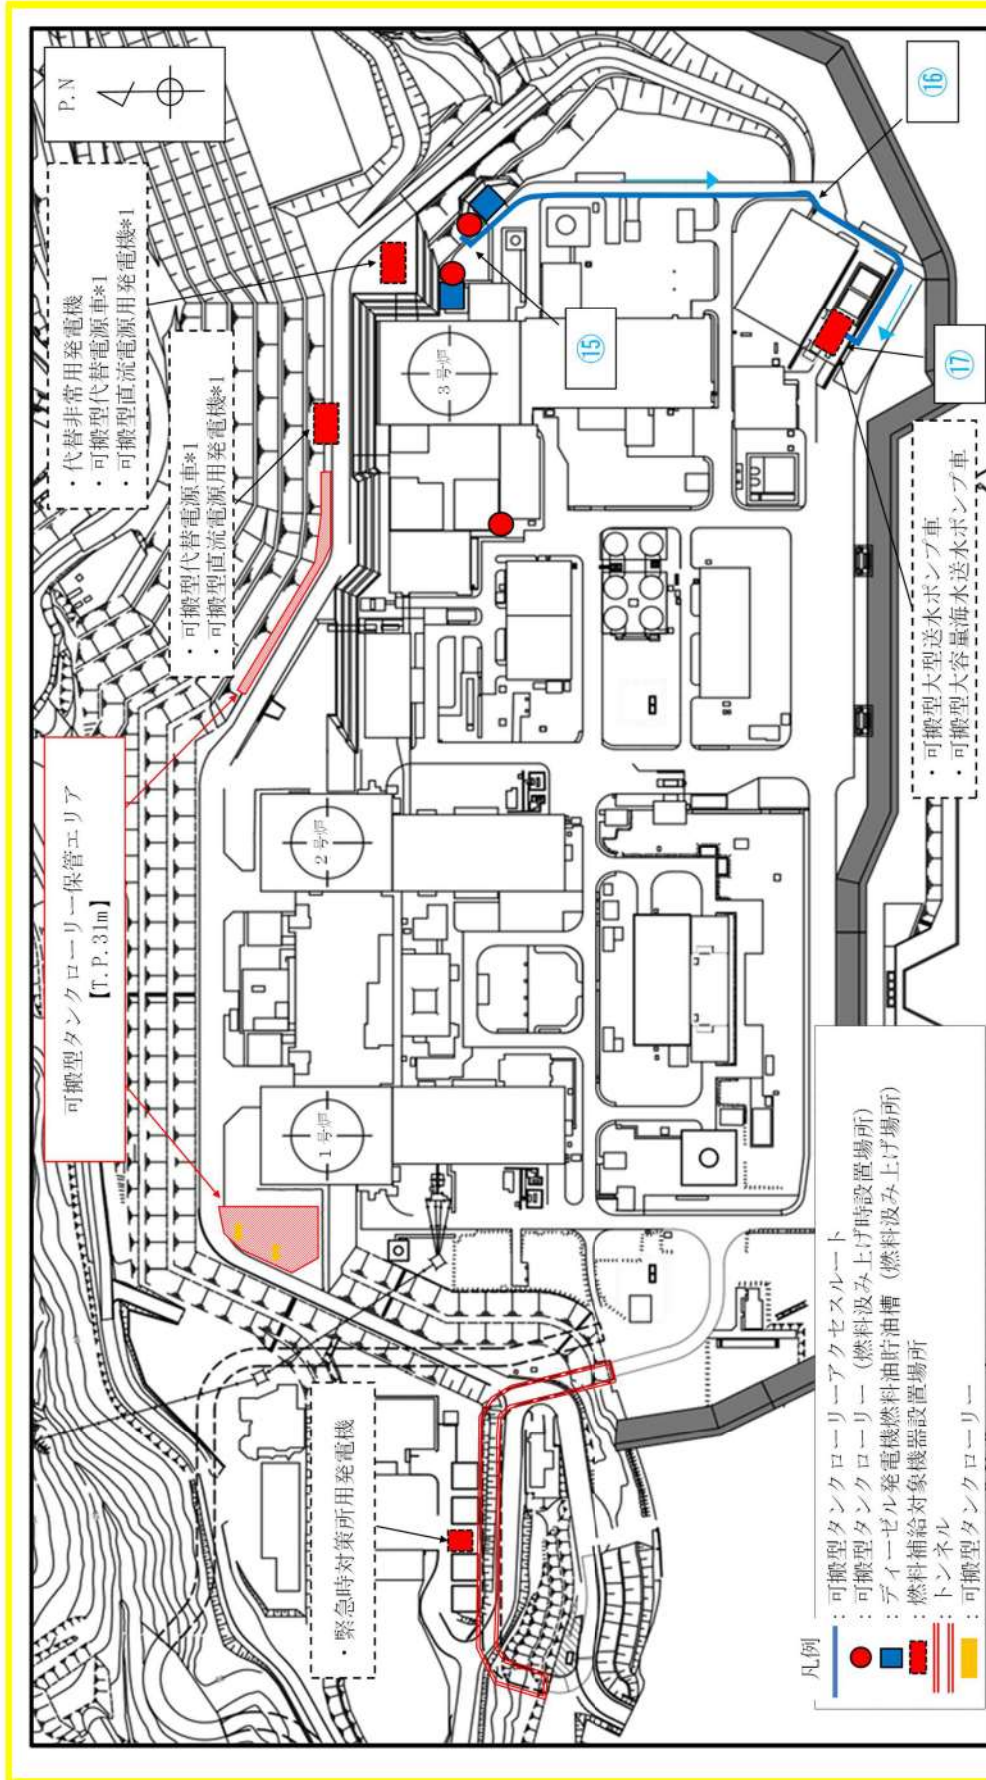 P.N
・代替非常用発電機
・可搬型代替電源車*1
・可搬型直流電源用発電機*1
・可搬型代替電源車*1
・可搬型直流電源用発電機*1
可搬型タンクローリー保管エリア
【T.P.31m】
・緊急時対策所用発電機
1号炉
2号炉
3号炉
⑮
⑯
⑰
・可搬型大型送水ポンプ車
・可搬型大容量海水送水ポンプ車
凡例
：可搬型タンクローリーアクセスルート
：可搬型タンクローリー（燃料汲み上げ時設置場所）
：ディーゼル発電機燃料油貯油槽（燃料汲み上げ場所）
：燃料補給対象機器設置場所
：トンネル
：可搬型タンクローリー